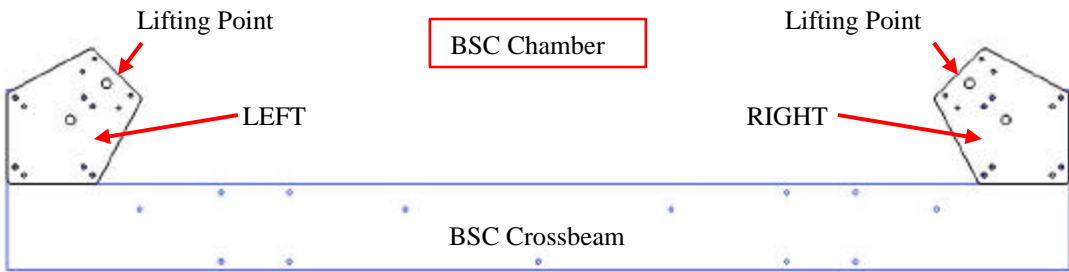 Lifting Point
BSC Chamber
Lifting Point
LEFT
RIGHT
BSC Crossbeam